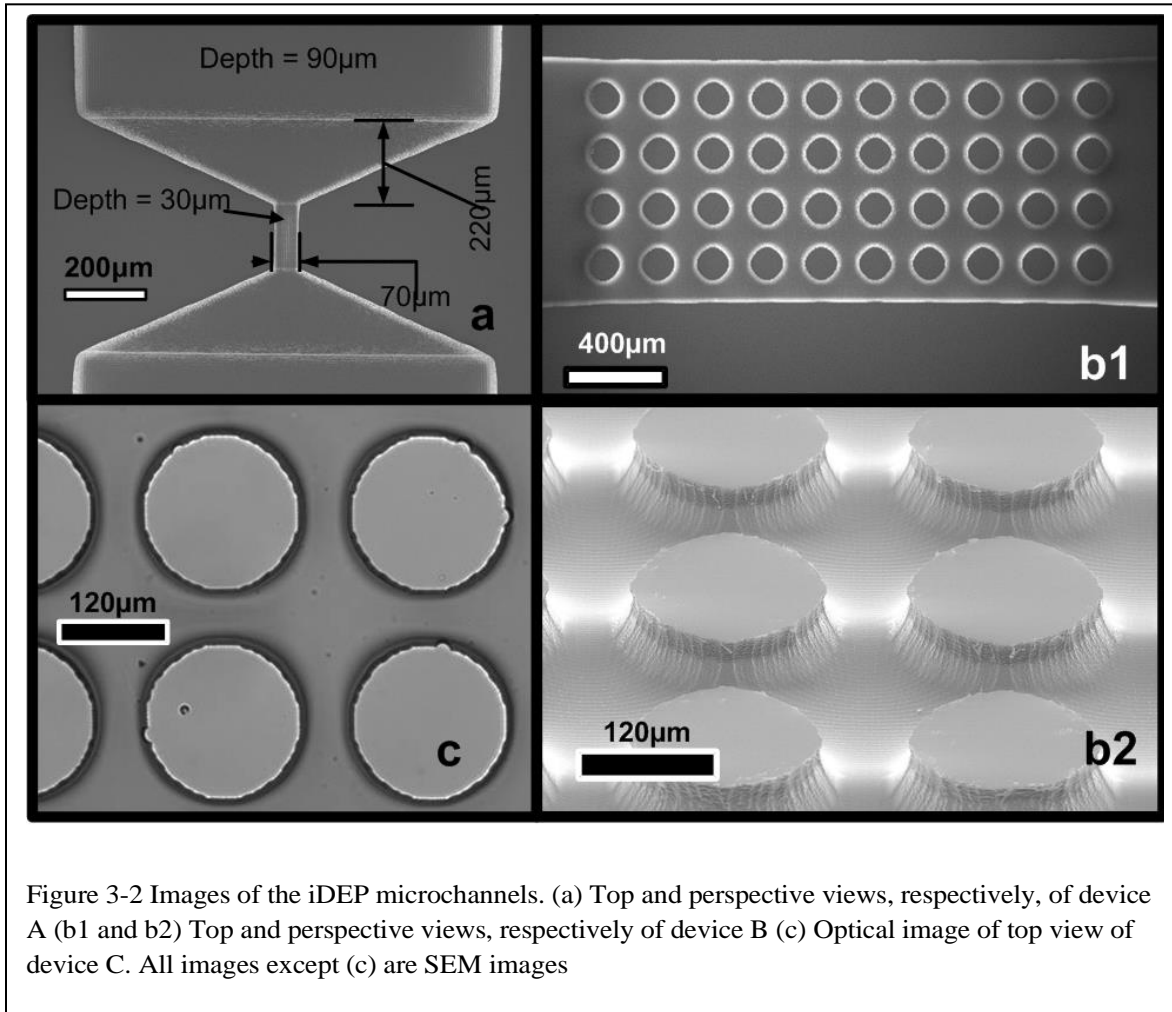 Depth = 90µm
Depth = 30µm
220µm
200µm
70µm
a
400µm
b1
120µm
c
120µm
b2
Figure 3-2 Images of the iDEP microchannels. (a) Top and perspective views, respectively, of device
A (b1 and b2) Top and perspective views, respectively of device B (c) Optical image of top view of
device C. All images except (c) are SEM images